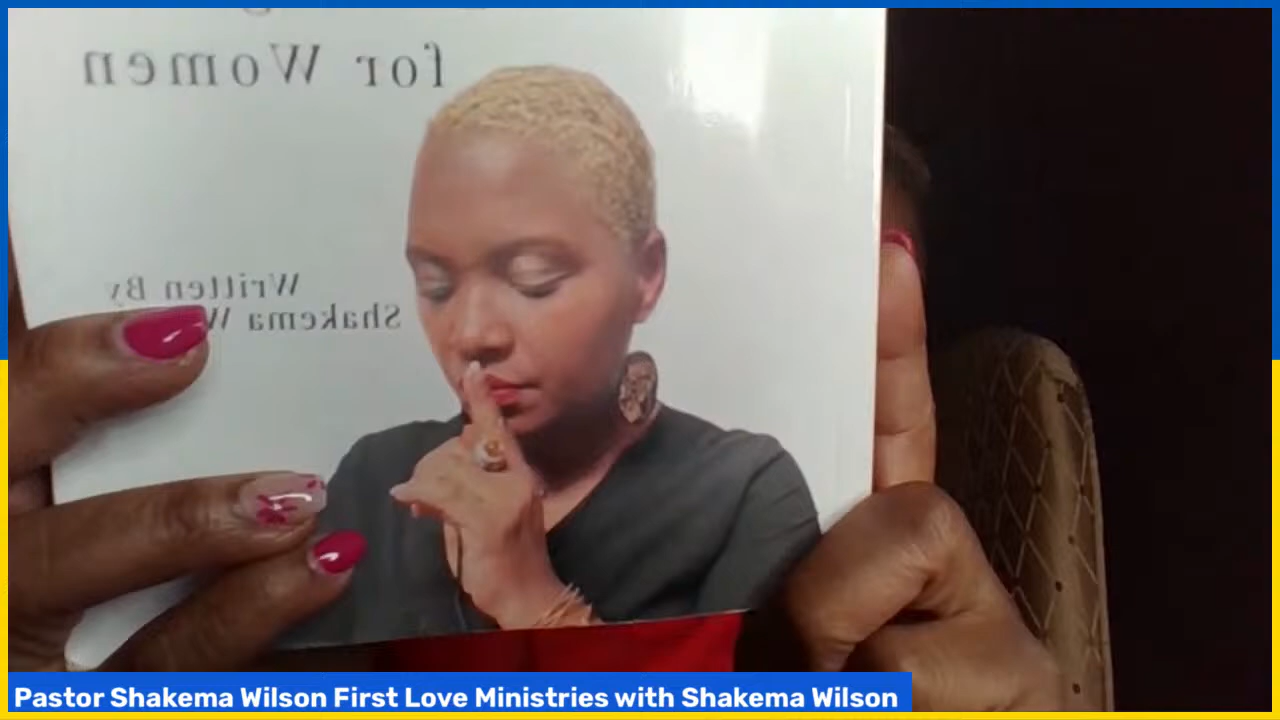 for Women
Written By
Shakema W
Pastor Shakema Wilson First Love Ministries with Shakema Wilson